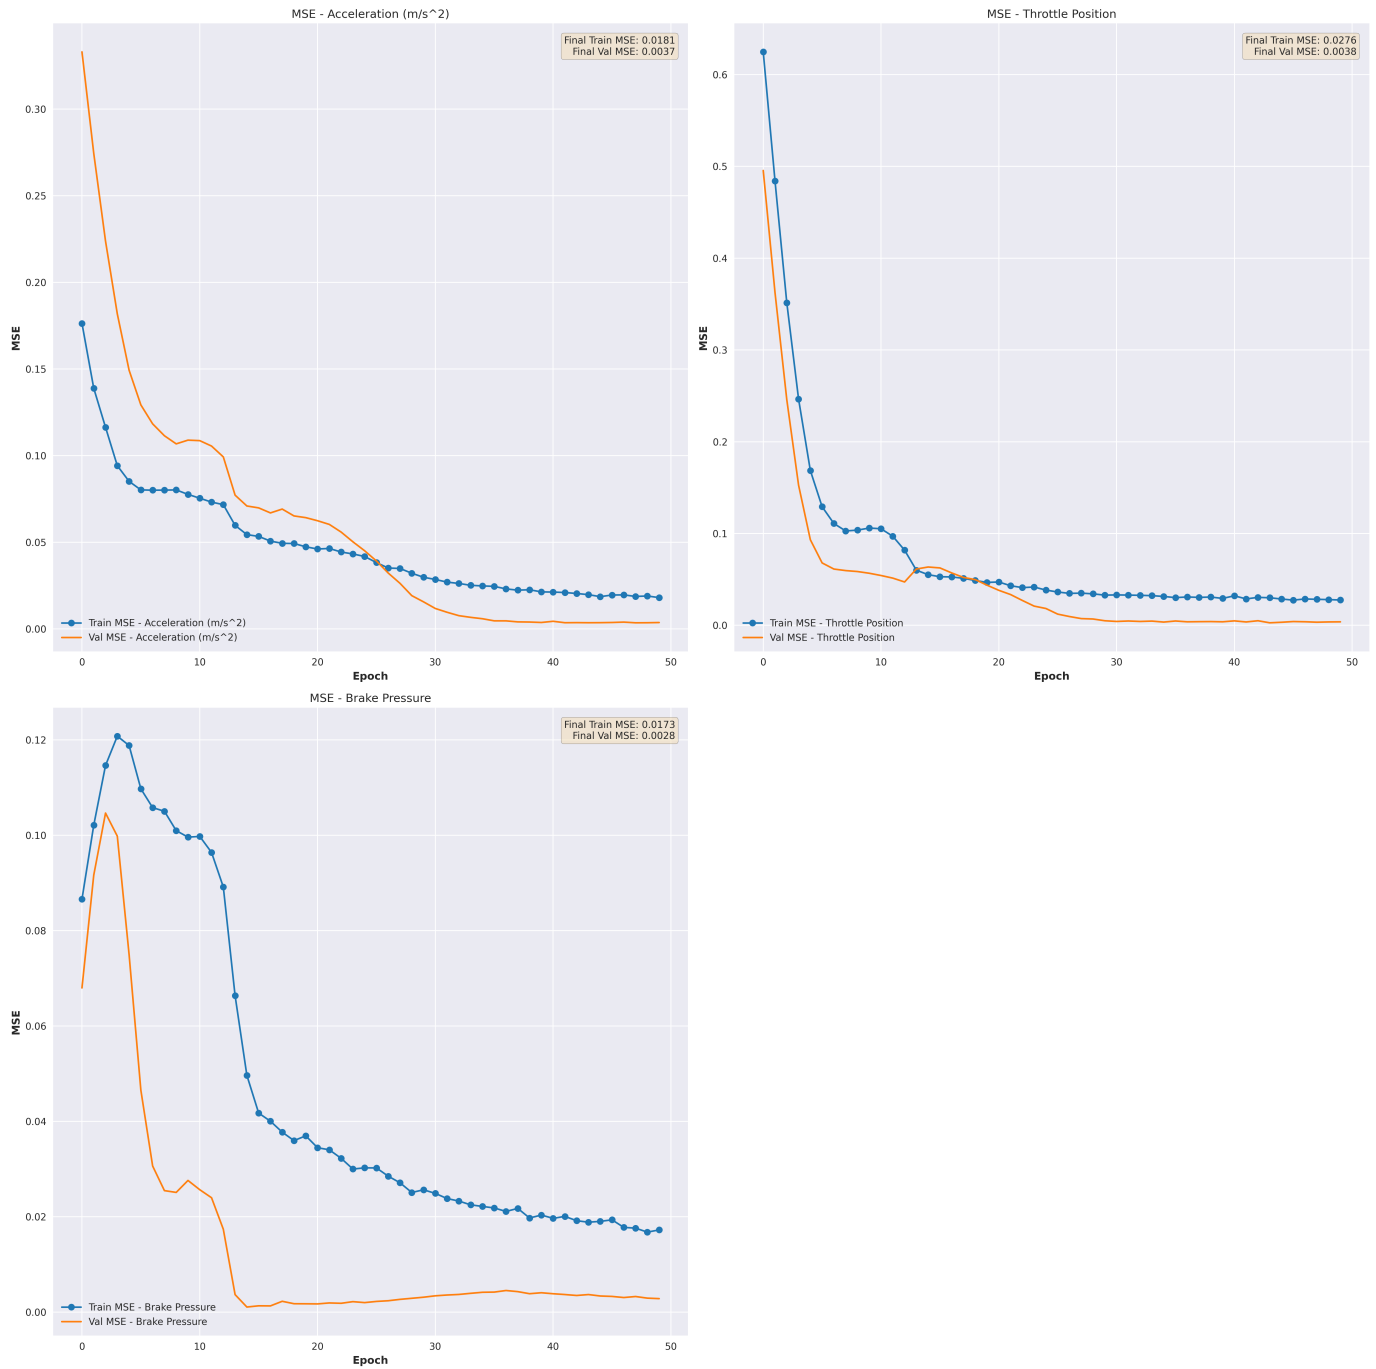 MSE - Acceleration (m/s^2)
Final Train MSE: 0.0181
Final Val MSE: 0.0037
MSE
0.30
0.25
0.20
0.15
0.10
0.05
0.00
Train MSE - Acceleration (m/s^2)
Val MSE - Acceleration (m/s^2)
0 10 20 30 40 50
Epoch
MSE - Throttle Position
Final Train MSE: 0.0276
Final Val MSE: 0.0038
MSE
0.6
0.5
0.4
0.3
0.2
0.1
0.0
Train MSE - Throttle Position
Val MSE - Throttle Position
0 10 20 30 40 50
Epoch
MSE - Brake Pressure
Final Train MSE: 0.0173
Final Val MSE: 0.0028
MSE
0.12
0.10
0.08
0.06
0.04
0.02
0.00
Train MSE - Brake Pressure
Val MSE - Brake Pressure
0 10 20 30 40 50
Epoch